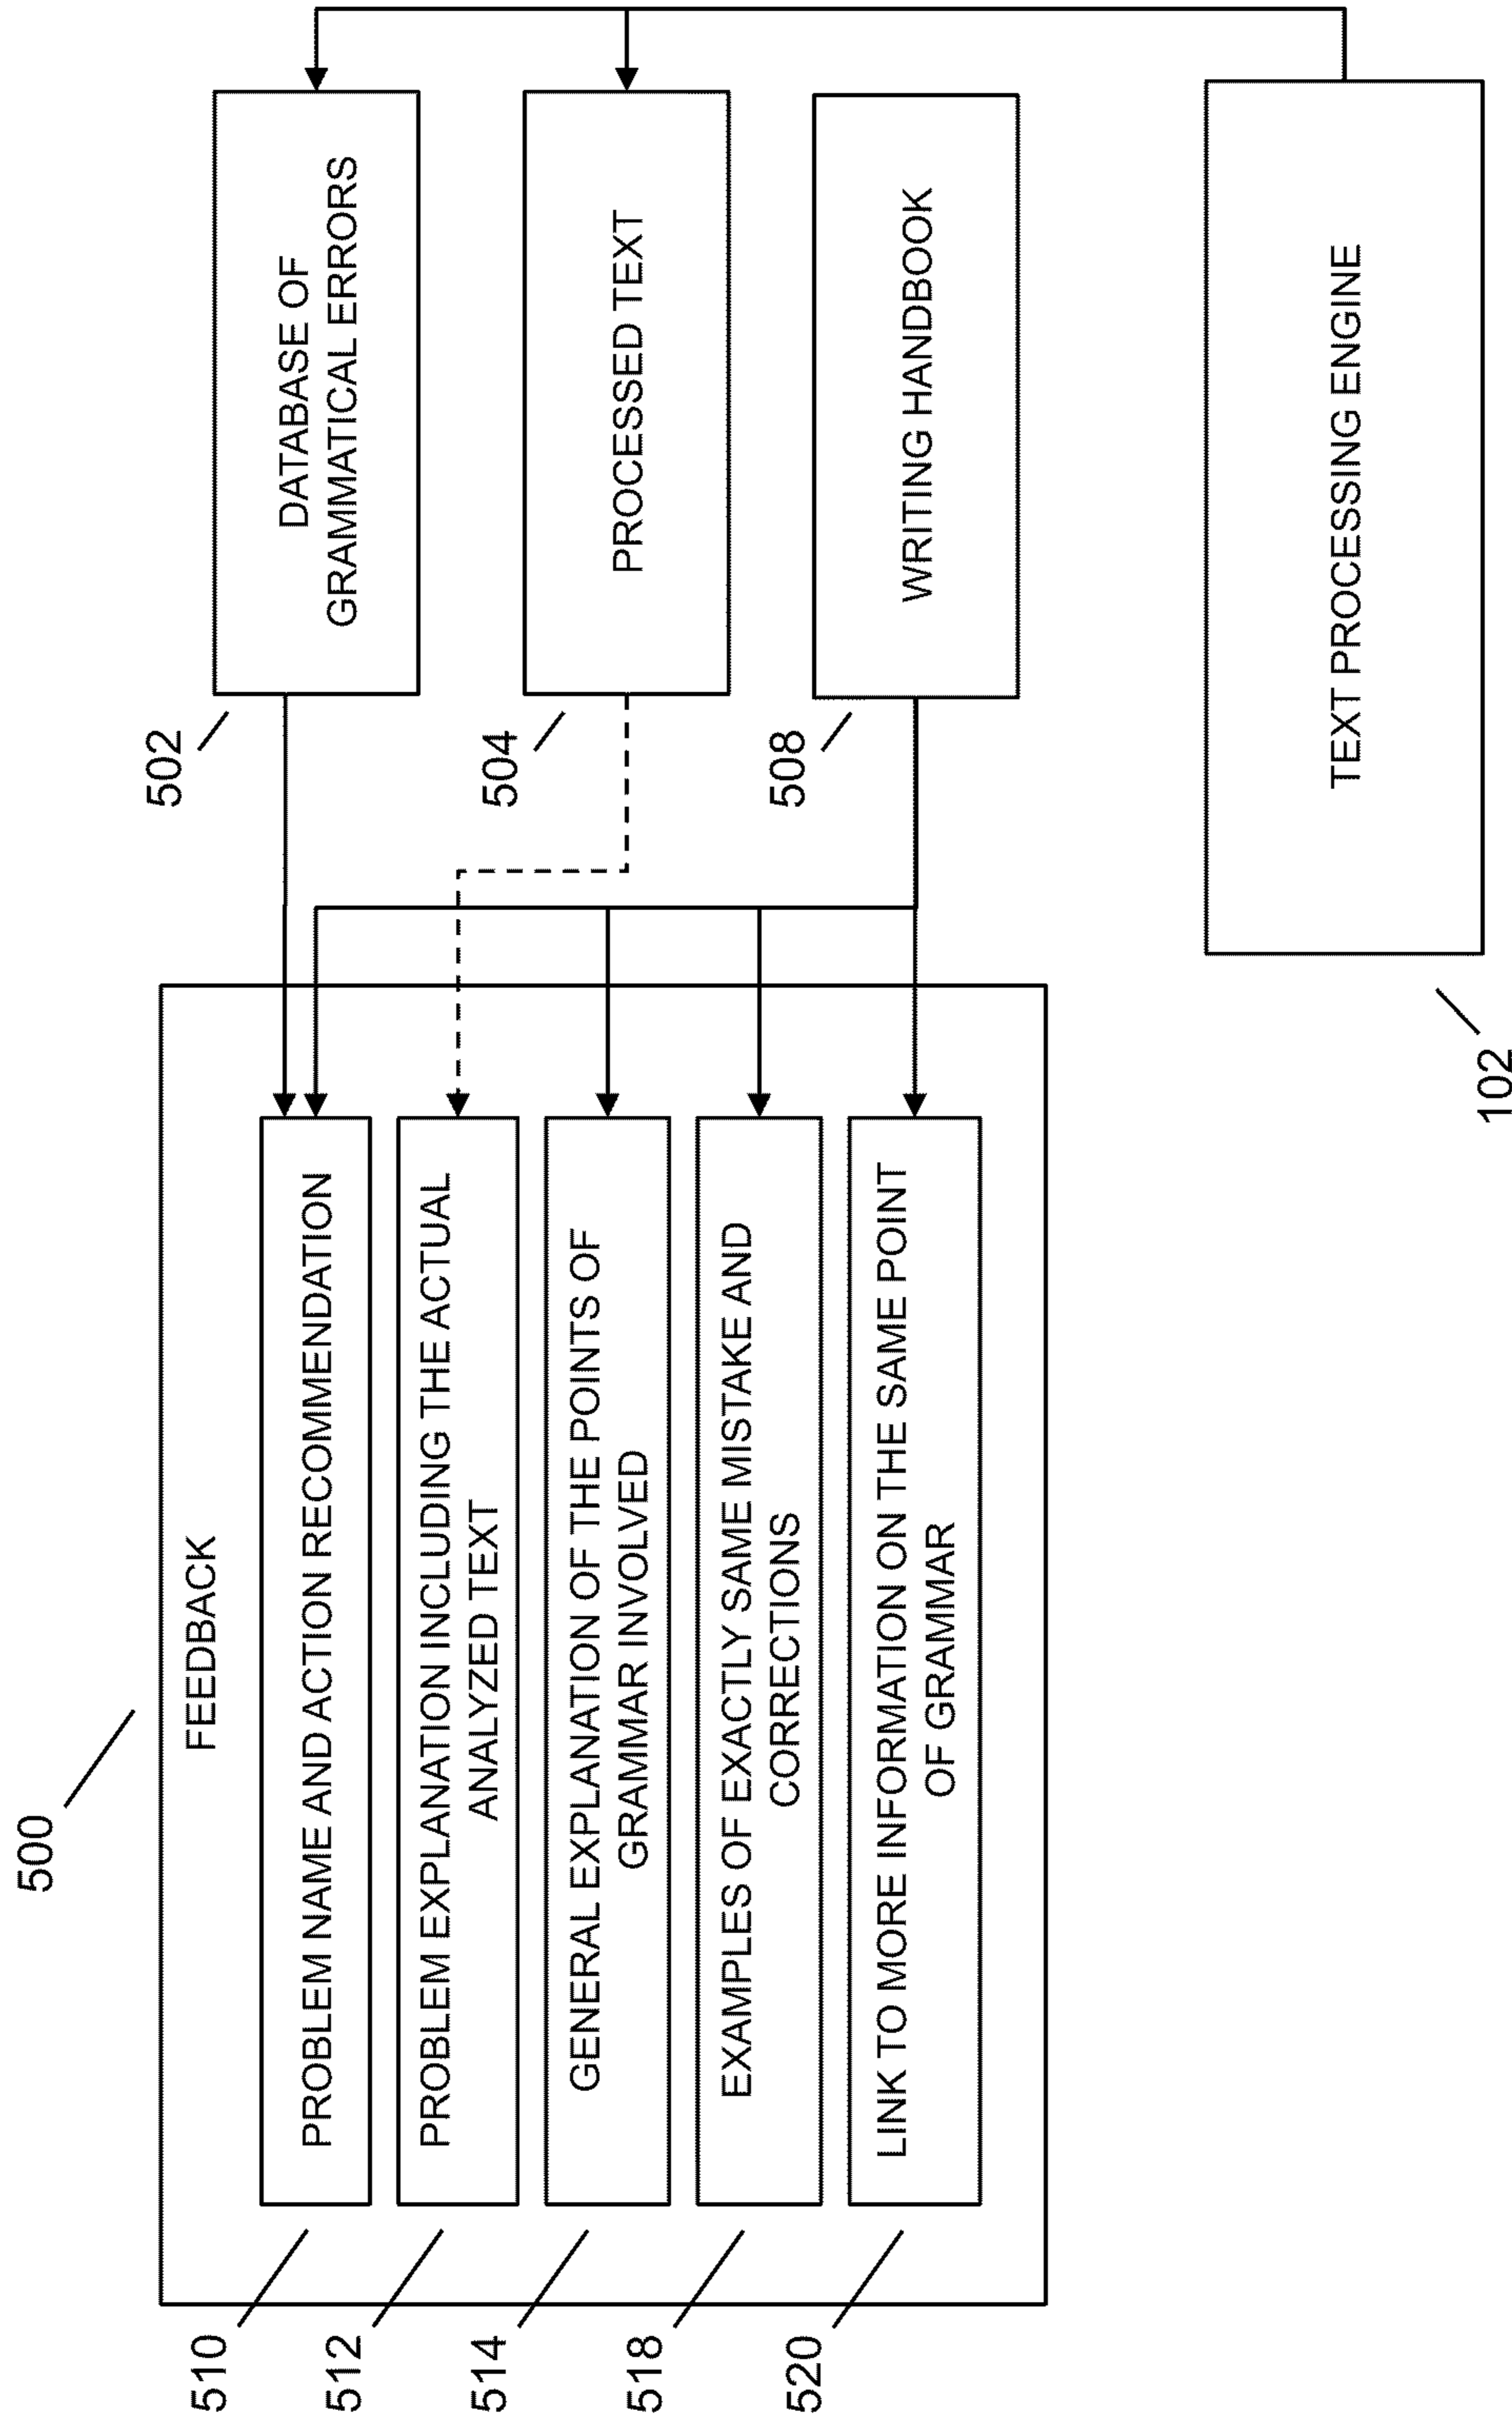 500
FEEDBACK
510
PROBLEM NAME AND ACTION RECOMMENDATION
512
PROBLEM EXPLANATION INCLUDING THE ACTUAL
ANALYZED TEXT
514
GENERAL EXPLANATION OF THE POINTS OF
GRAMMAR INVOLVED
518
EXAMPLES OF EXACTLY SAME MISTAKE AND
CORRECTIONS
520
LINK TO MORE INFORMATION ON THE SAME POINT
OF GRAMMAR
502
DATABASE OF
GRAMMATICAL ERRORS
504
PROCESSED TEXT
508
WRITING HANDBOOK
102
TEXT PROCESSING ENGINE